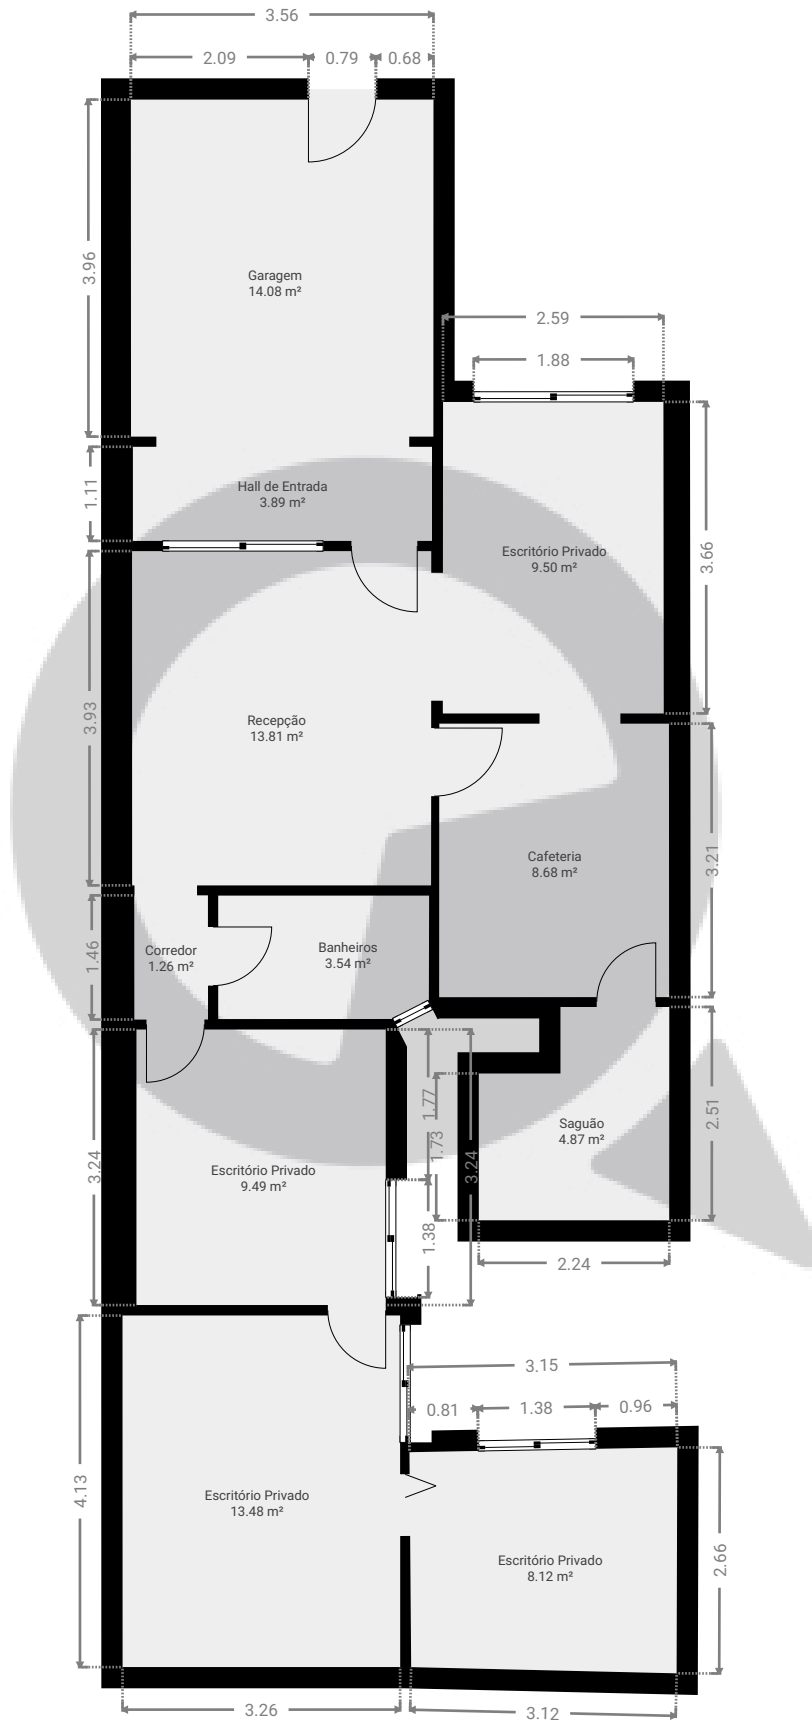 3.56
2.09
0.79
0.68
3.96
Garagem
14.08 m²
2.59
1.88
1.11
Hall de Entrada
3.89 m²
Escritório Privado
9.50 m²
3.66
3.93
Recepção
13.81 m²
Cafeteria
8.68 m²
3.21
1.46
Corredor
1.26 m²
Banheiros
3.54 m²
1.77
1.73
3.24
2.51
Saguão
4.87 m²
3.24
Escritório Privado
9.49 m²
1.38
2.24
3.15
0.81
1.38
0.96
4.13
Escritório Privado
13.48 m²
Escritório Privado
8.12 m²
2.66
3.26
3.12